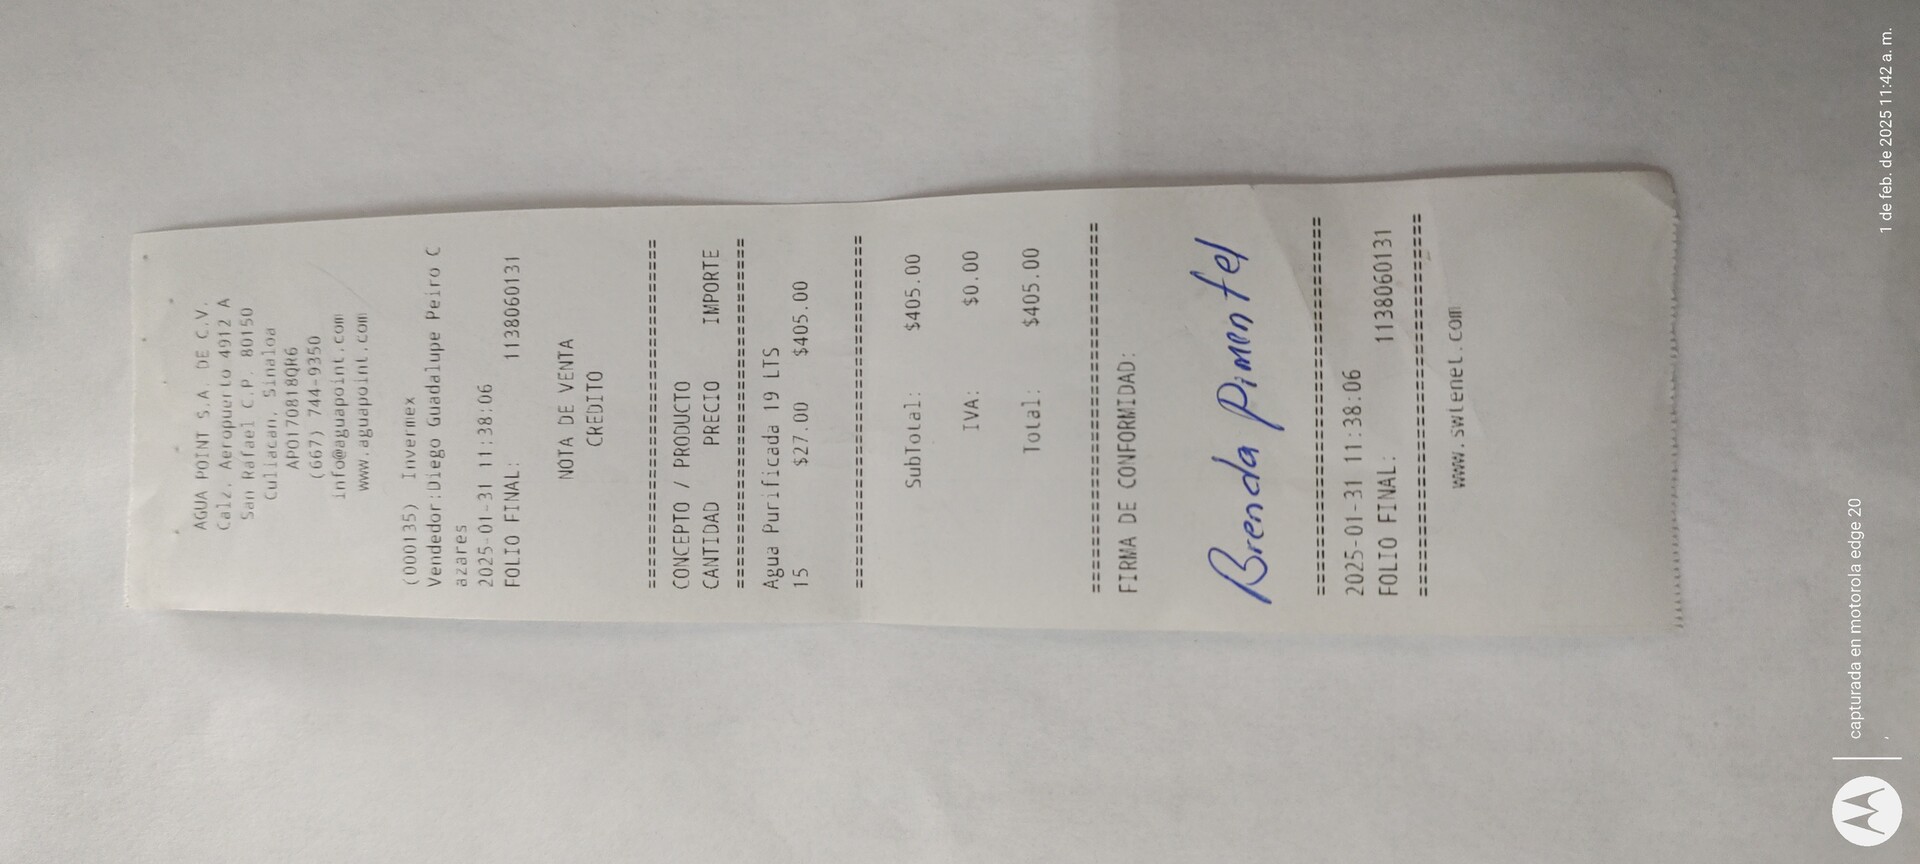 AGUA POINT S.A. DE C.V.
Calz. Aeropuerto 4912 A
San Rafael C.P. 80150
Culiacan, Sinaloa
APO170818QR6
(667) 744-9350
info@aguapoint.com
www.aguapoint.com
(000135) Invermex
Vendedor:Diego Guadalupe Peiro C
azares
2025-01-31 11:38:06
FOLIO FINAL: 1138060131
NOTA DE VENTA
CREDITO
================================
CONCEPTO / PRODUCTO
CANTIDAD PRECIO IMPORTE
================================
Agua Purificada 19 LTS
15 $27.00 $405.00
================================
SubTotal: $405.00
IVA: $0.00
Total: $405.00
================================
FIRMA DE CONFORMIDAD:
Brenda Pimentel
================================
2025-01-31 11:38:06
FOLIO FINAL: 1138060131
================================
www.swtenet.com
capturada en motorola edge 20
, 1 de feb. de 2025 11:42 a. m.